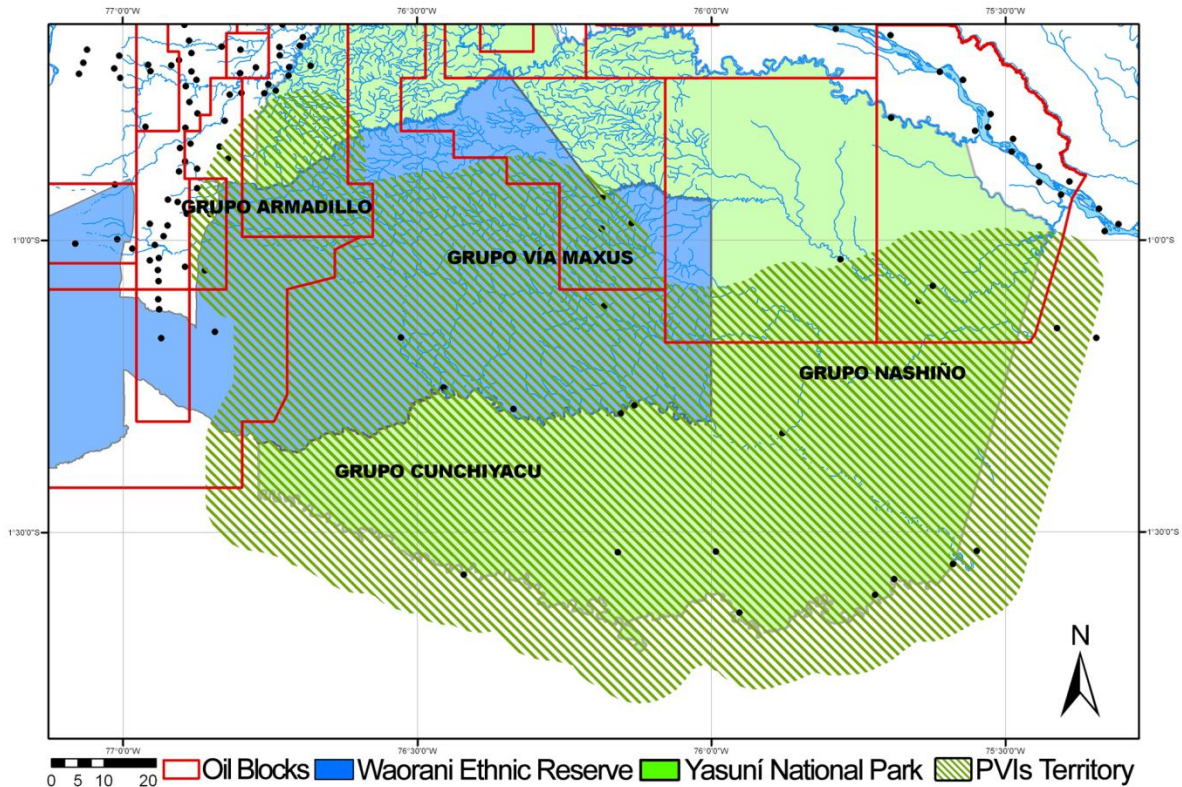 77°0'0"W 76°30'0"W 76°0'0"W 75°30'0"W
GRUPO ARMADILLO
1°0'0"S 1°0'0"S
GRUPO VÍA MAXUS
GRUPO NASHIÑO
GRUPO CUNCHIYACU
1°30'0"S 1°30'0"S
N
77°0'0"W 76°30'0"W 76°0'0"W 75°30'0"W
0 5 10 20 Oil Blocks Waorani Ethnic Reserve Yasuní National Park PVIs Territory